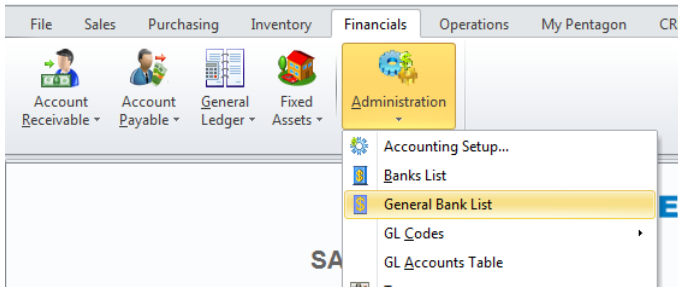 File Sales Purchasing Inventory Financials Operations My Pentagon CR
Account Receivable
Account Payable
General Ledger
Fixed Assets
Administration
Accounting Setup...
Banks List
General Bank List
E
GL Codes
SA
GL Accounts Table